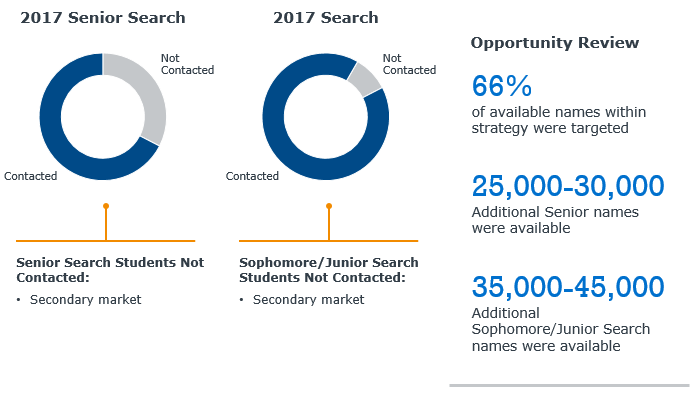 2017 Senior Search
Not
Contacted
Contacted
Senior Search Students Not
Contacted:
• Secondary market
2017 Search
Not
Contacted
Contacted
Sophomore/Junior Search
Students Not Contacted:
• Secondary market
Opportunity Review
66%
of available names within
strategy were targeted
25,000-30,000
Additional Senior names
were available
35,000-45,000
Additional
Sophomore/Junior Search
names were available